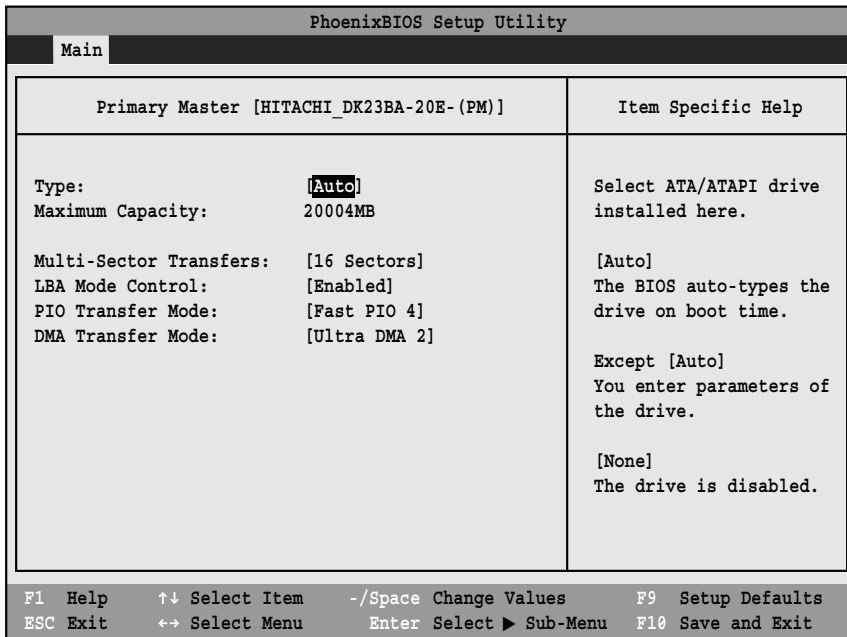 PhoenixBIOS Setup Utility
Main
Primary Master [HITACHI_DK23BA-20E-(PM)]
Item Specific Help
Type: [Auto]
Maximum Capacity: 20004MB
Multi-Sector Transfers: [16 Sectors]
LBA Mode Control: [Enabled]
PIO Transfer Mode: [Fast PIO 4]
DMA Transfer Mode: [Ultra DMA 2]
Select ATA/ATAPI drive
installed here.
[Auto]
The BIOS auto-types the
drive on boot time.
Except [Auto]
You enter parameters of
the drive.
[None]
The drive is disabled.
F1 Help ↑↓ Select Item -/Space Change Values F9 Setup Defaults
ESC Exit ←→ Select Menu Enter Select ▶ Sub-Menu F10 Save and Exit